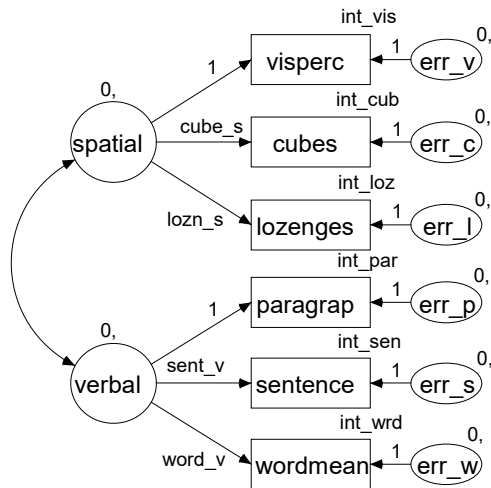 int_vis
0,
1
visperc
1
err_v
0,
int_cub
0,
spatial
cube_s
cubes
1
err_c
int_loz
0,
lozn_s
lozenges
1
err_l
int_par
0,
0,
1
paragrap
1
err_p
int_sen
0,
verbal
sent_v
sentence
1
err_s
int_wrd
0,
word_v
wordmean
1
err_w